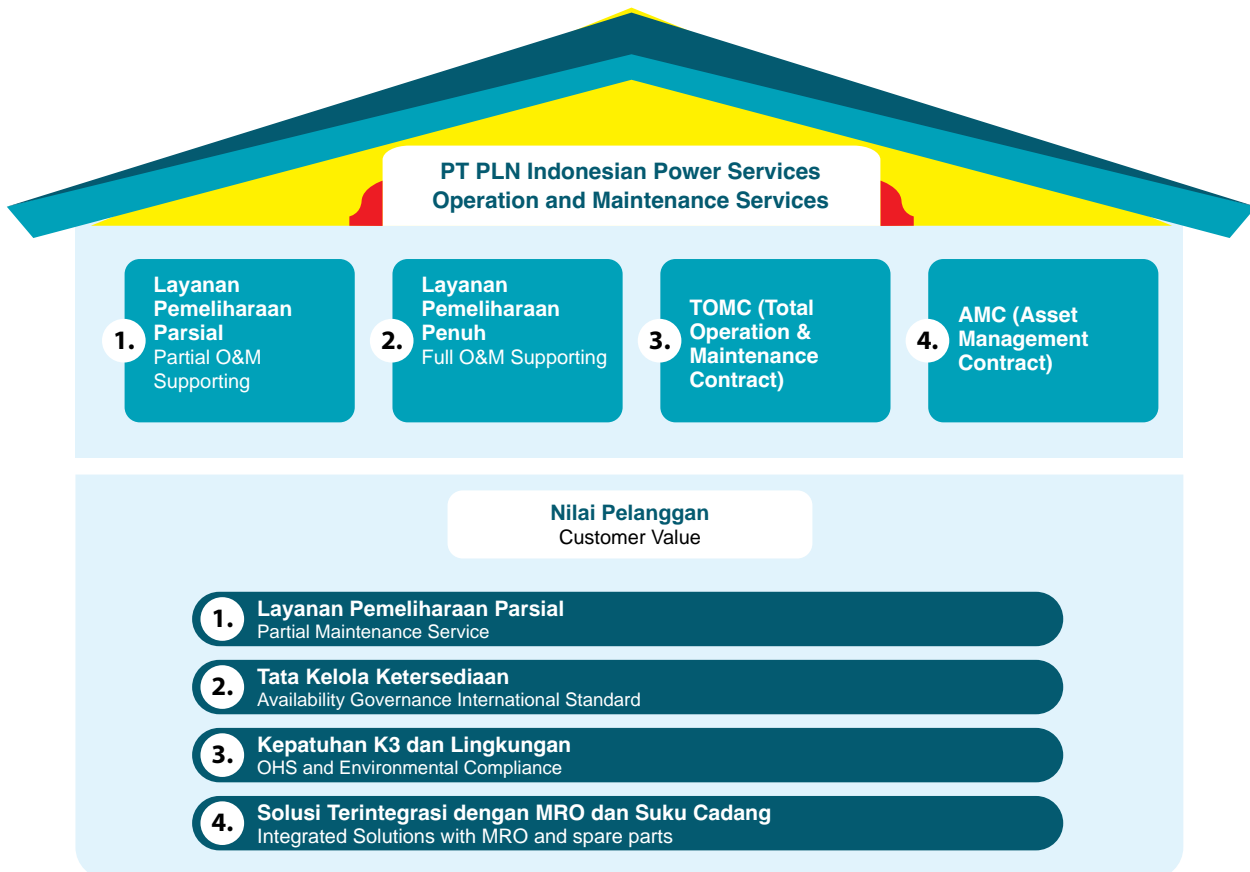 PT PLN Indonesian Power Services
Operation and Maintenance Services
1.
Layanan
Pemeliharaan
Parsial
Partial O&M
Supporting
2.
Layanan
Pemeliharaan
Penuh
Full O&M Supporting
3.
TOMC (Total
Operation &
Maintenance
Contract)
4.
AMC (Asset
Management
Contract)
Nilai Pelanggan
Customer Value
1.
Layanan Pemeliharaan Parsial
Partial Maintenance Service
2.
Tata Kelola Ketersediaan
Availability Governance International Standard
3.
Kepatuhan K3 dan Lingkungan
OHS and Environmental Compliance
4.
Solusi Terintegrasi dengan MRO dan Suku Cadang
Integrated Solutions with MRO and spare parts